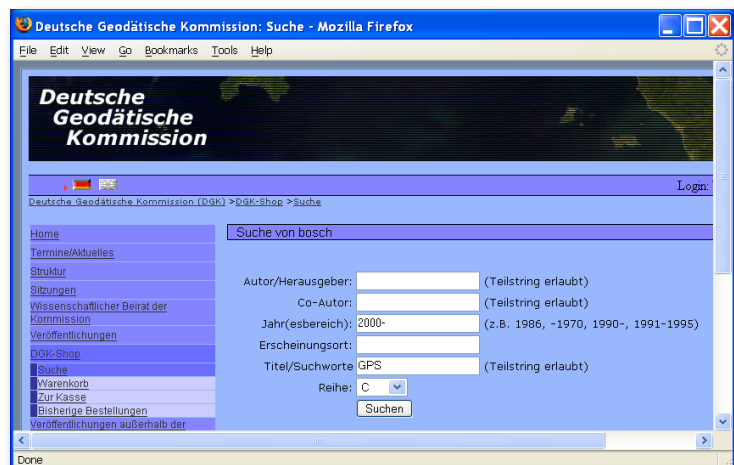 Deutsche Geodätische Kommission: Suche - Mozilla Firefox
File Edit View Go Bookmarks Tools Help
Deutsche
Geodätische
Kommission
Login:
Deutsche Geodätische Kommission (DGK) >DGK-Shop >Suche
Home
Termine/Aktuelles
Struktur
Sitzungen
Wissenschaftlicher Beirat der
Kommission
Veröffentlichungen
DGK-Shop
Suche
Warenkorb
Zur Kasse
Bisherige Bestellungen
Veröffentlichungen außerhalb der
Suche von bosch
Autor/Herausgeber: (Teilstring erlaubt)
Co-Autor: (Teilstring erlaubt)
Jahr(esbereich): 2000- (z.B. 1986, -1970, 1990-, 1991-1995)
Erscheinungsort:
Titel/Suchworte GPS (Teilstring erlaubt)
Reihe: C
Suchen
Done